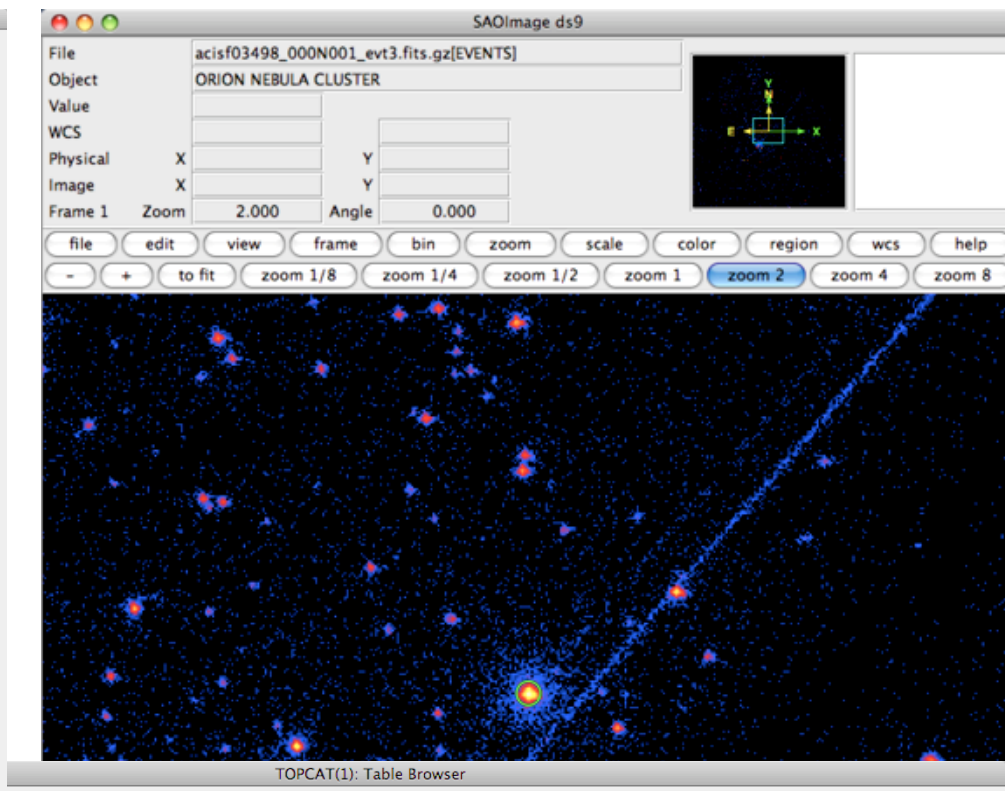 SAOImage ds9
File acisf03498_000N001_evt3.fits.gz[EVENTS]
Object ORION NEBULA CLUSTER
Value
WCS
Physical X Y
Image X Y
Frame 1 Zoom 2.000 Angle 0.000
Y
N
E X
file edit view frame bin zoom scale color region wcs help
- + to fit zoom 1/8 zoom 1/4 zoom 1/2 zoom 1 zoom 2 zoom 4 zoom 8
TOPCAT(1): Table Browser